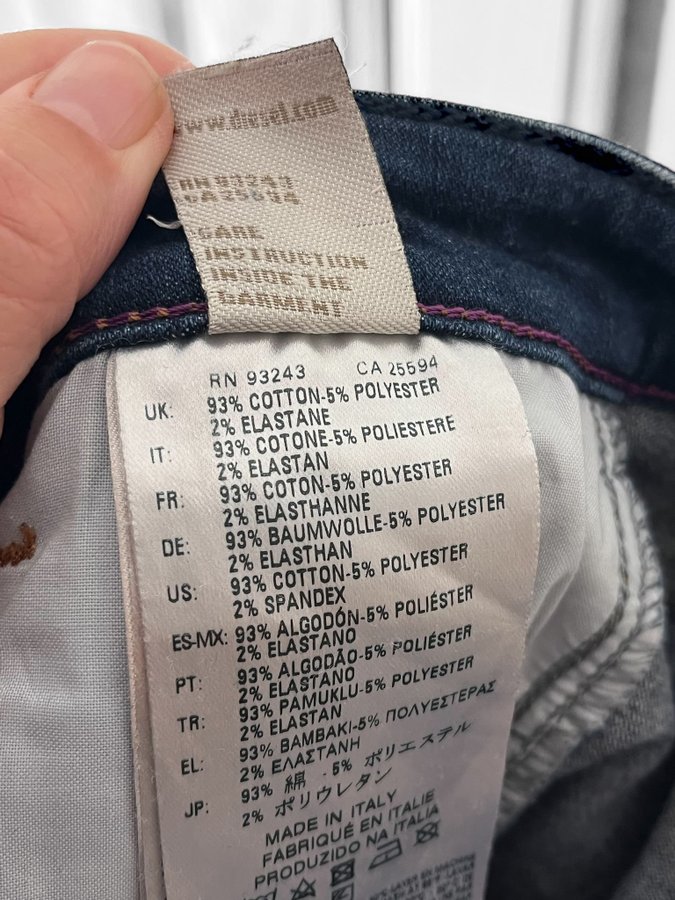 www.diesel.com
RN 93243
CA 25594
CARE
INSTRUCTION
INSIDE THE
GARMENT
RN 93243 CA 25594
UK: 93% COTTON-5% POLYESTER
2% ELASTANE
IT: 93% COTONE-5% POLIESTERE
2% ELASTAN
FR: 93% COTON-5% POLYESTER
2% ELASTHANNE
DE: 93% BAUMWOLLE-5% POLYESTER
2% ELASTHAN
US: 93% COTTON-5% POLYESTER
2% SPANDEX
ES-MX: 93% ALGODÓN-5% POLIÉSTER
2% ELASTANO
PT: 93% ALGODÃO-5% POLIÉSTER
2% ELASTANO
TR: 93% PAMUKLU-5% POLYESTER
2% ELASTAN
EL: 93% ΒΑΜΒΑΚΙ-5% ΠΟΛΥΕΣΤΕΡΑΣ
2% ΕΛΑΣΤΑΝΗ
JP: 93% 綿 -5% ポリエステル
2% ポリウレタン
MADE IN ITALY
FABRIQUÉ EN ITALIE
PRODUZIDO NA ITALIA